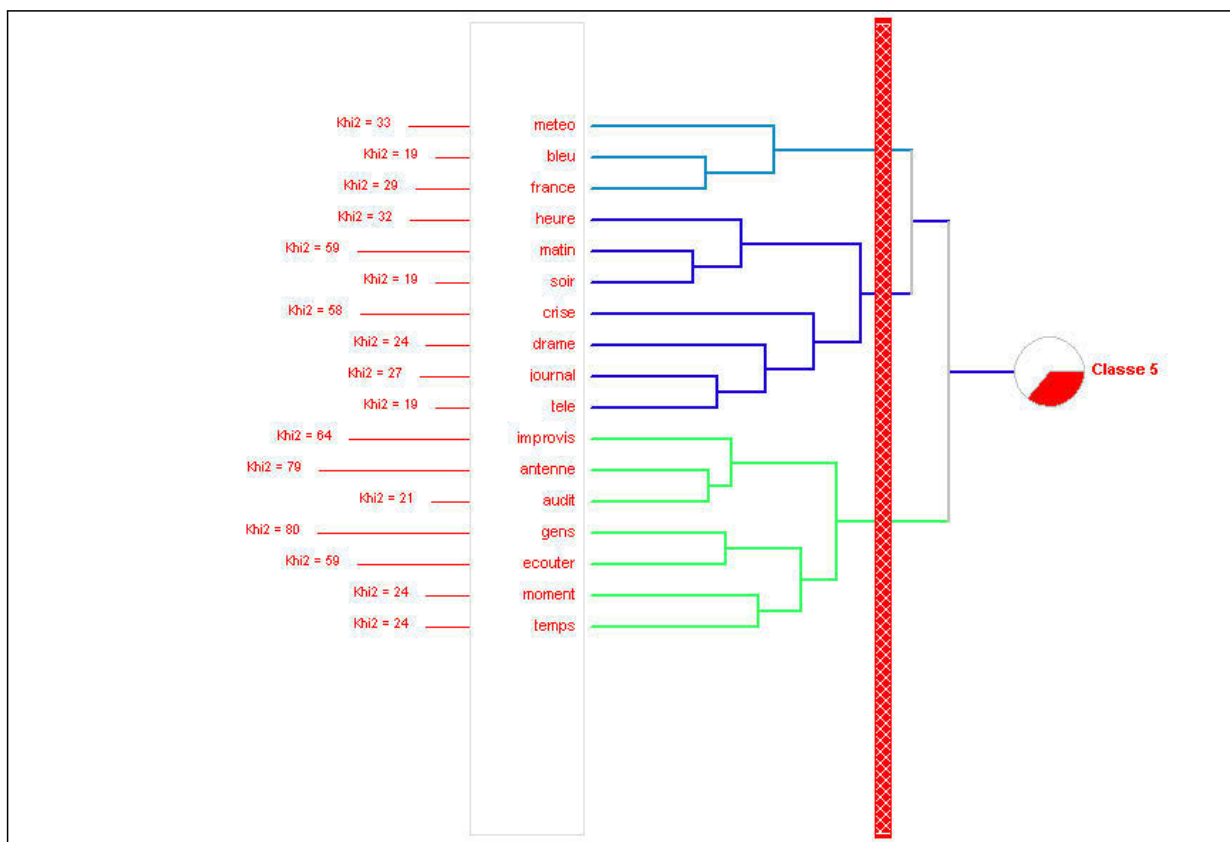 Khi2 = 33 meteo
Khi2 = 19 bleu
Khi2 = 29 france
Khi2 = 32 heure
Khi2 = 59 matin
Khi2 = 19 soir
Khi2 = 58 crise
Khi2 = 24 drame
Khi2 = 27 journal
Khi2 = 19 tele
Classe 5
Khi2 = 64 improvis
Khi2 = 79 antenne
Khi2 = 21 audit
Khi2 = 80 gens
Khi2 = 59 ecouter
Khi2 = 24 moment
Khi2 = 24 temps